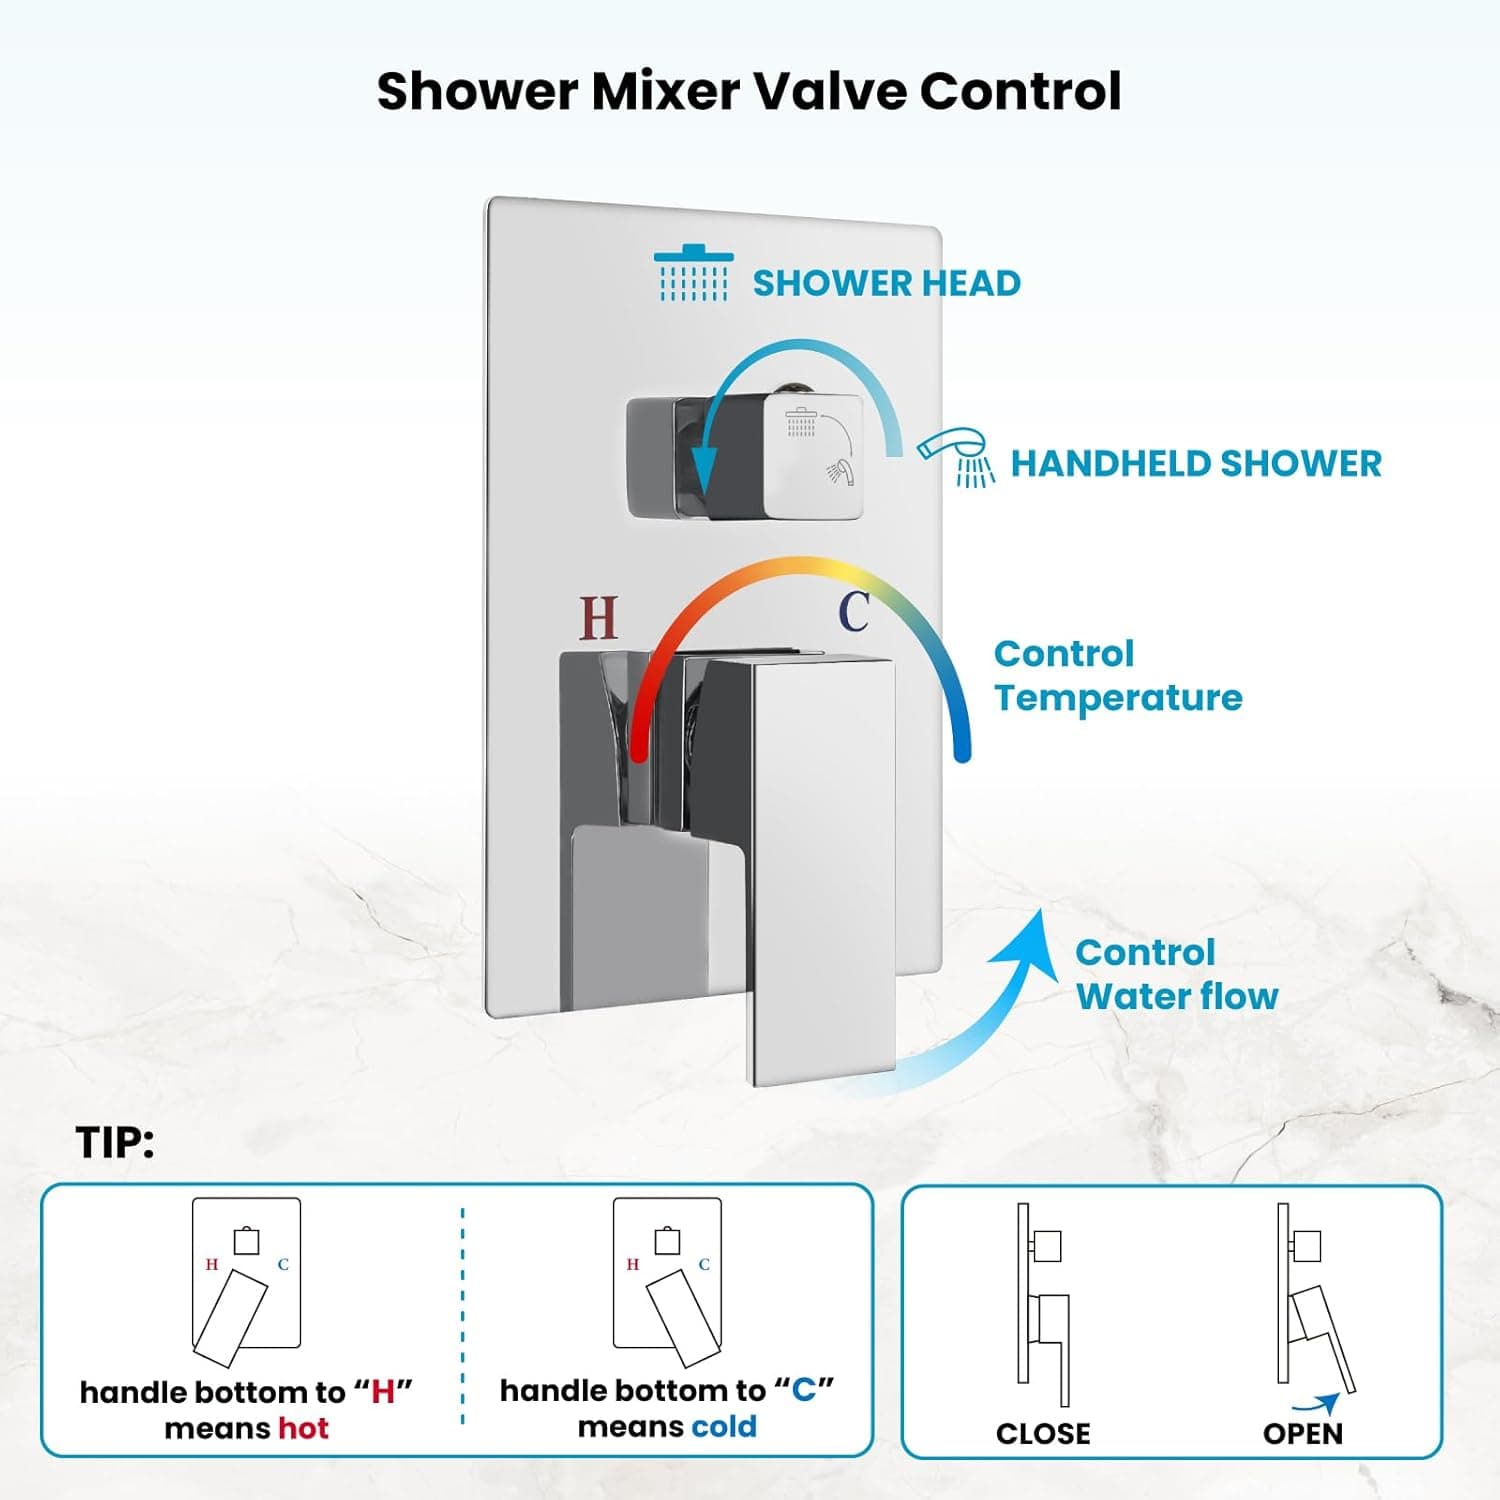 Shower Mixer Valve Control
SHOWER HEAD
HANDHELD SHOWER
H
C
Control
Temperature
Control
Water flow
TIP:
H
C
handle bottom to “H”
means hot
H
C
handle bottom to “C”
means cold
CLOSE
OPEN